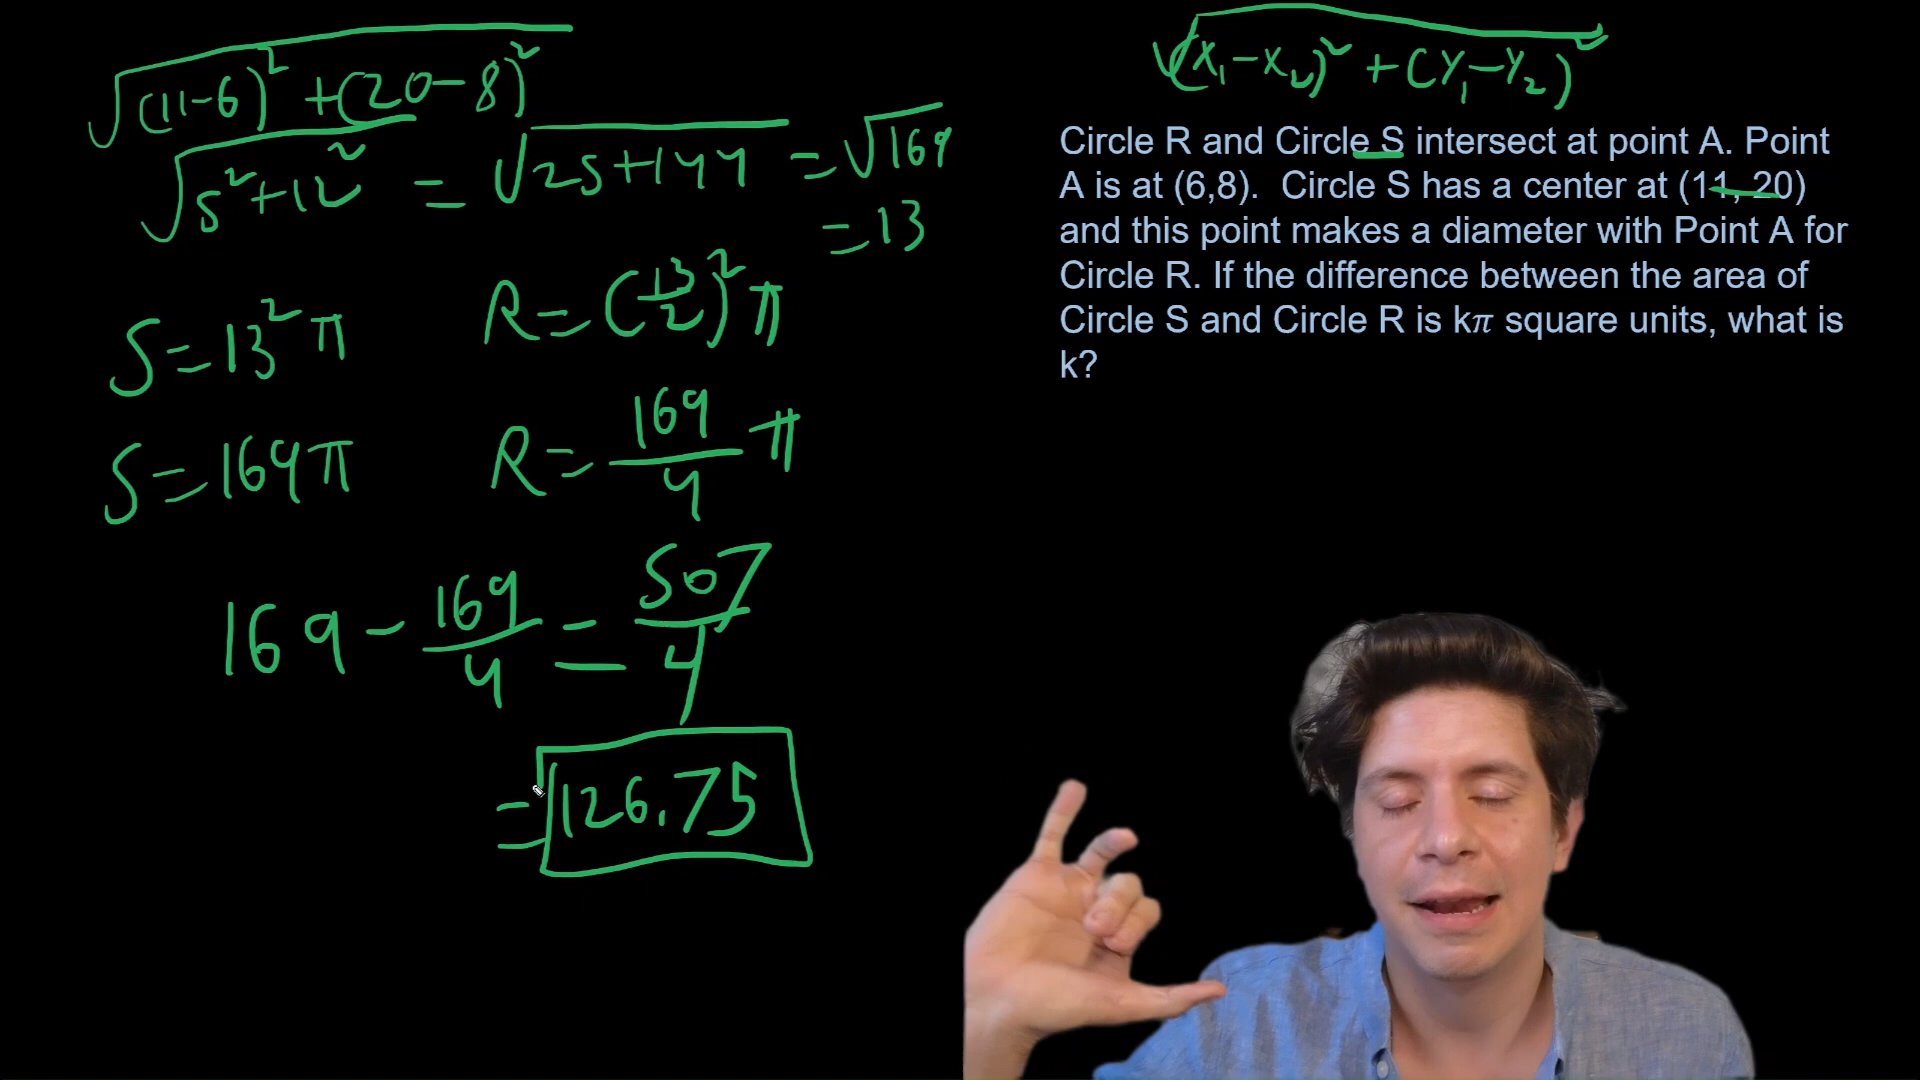 √((11-6)² + (20-8)²)
√(5² + 12²) = √(25+144) = √169
= 13
S = 13²π R = (13/2)²π
S = 169π R = 169/4 π
169 - 169/4 = 507/4
= 126.75
√((X₁-X₂)² + (Y₁-Y₂)²)
Circle R and Circle S intersect at point A. Point
A is at (6,8). Circle S has a center at (11, 20)
and this point makes a diameter with Point A for
Circle R. If the difference between the area of
Circle S and Circle R is kπ square units, what is
k?